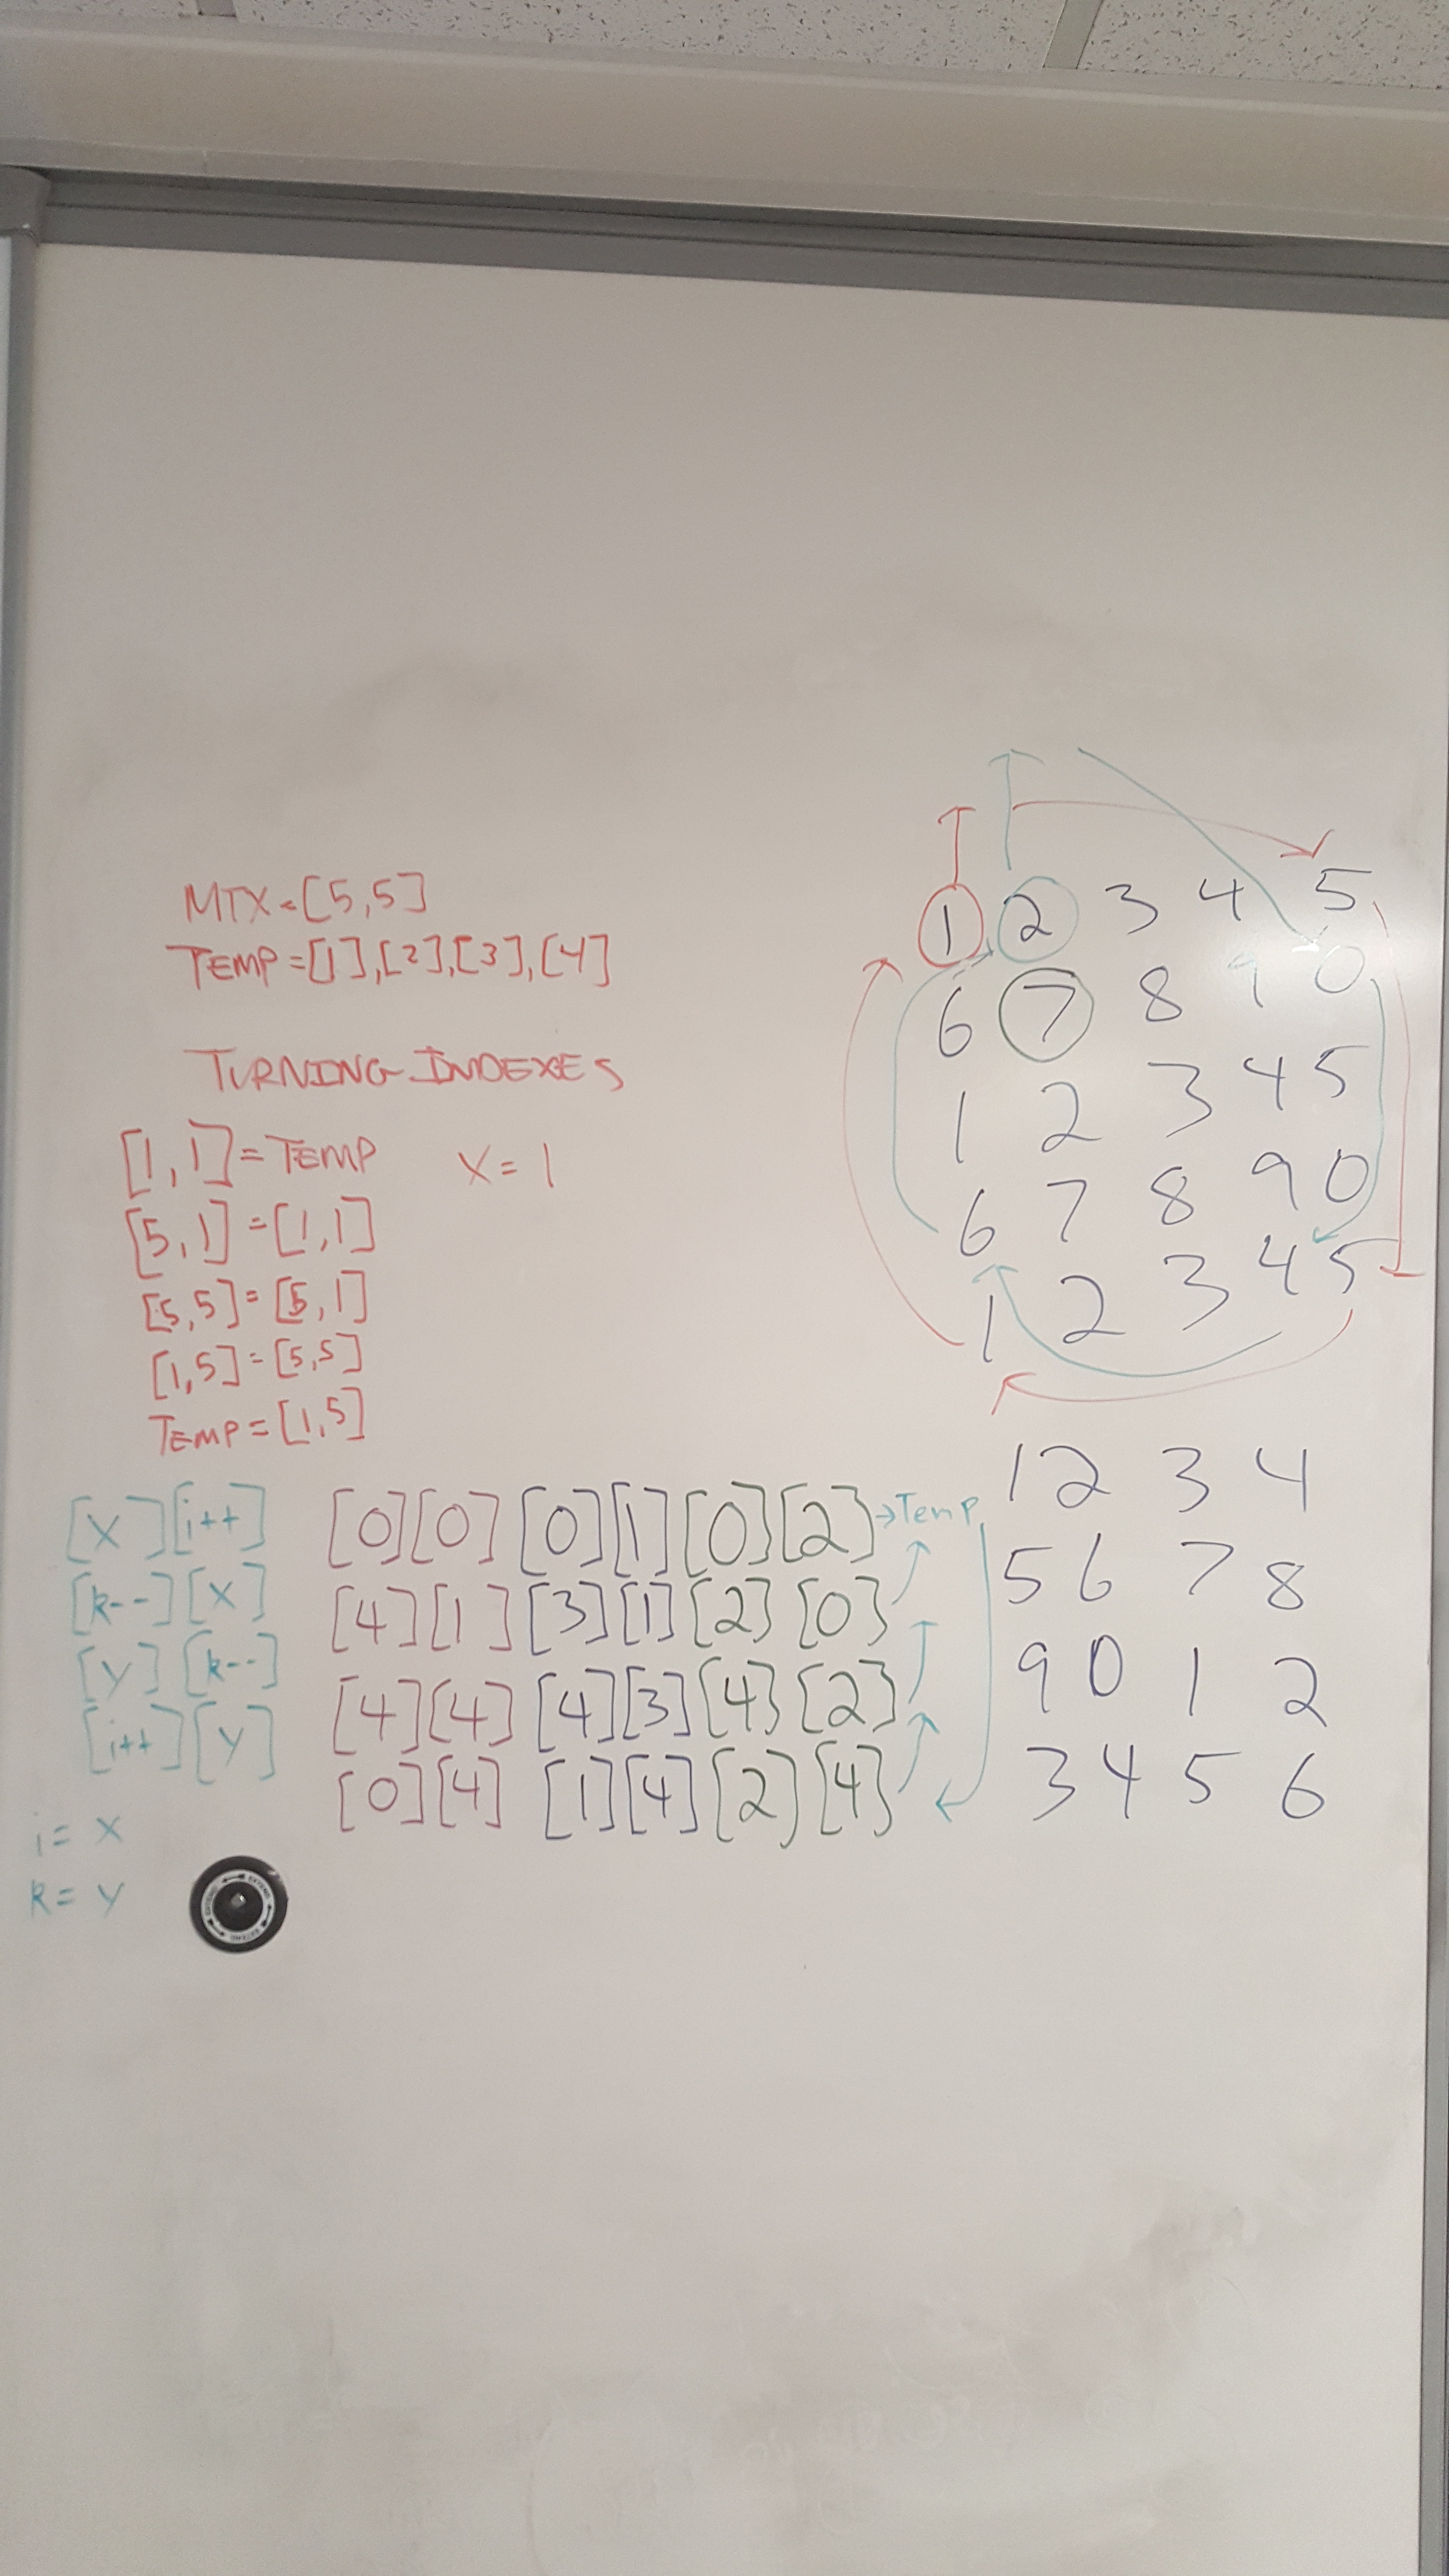 MTX=[5,5]
TEMP=[1],[2],[3],[4]
TURNING INDEXES
[1,1]=TEMP X=1
[5,1]=[1,1]
[5,5]=[5,1]
[1,5]=[5,5]
TEMP=[1,5]
1 2 3 4 5
6 7 8 9 0
1 2 3 4 5
6 7 8 9 0
1 2 3 4 5
[X][i++] [0][0] [0][1] [0][2] →Temp
[k--][X] [4][1] [3][1] [2][0]
[Y][k--] [4][4] [4][3] [4][2]
[i++][Y] [0][4] [1][4] [2][4]
i=X
k=Y
1 2 3 4
5 6 7 8
9 0 1 2
3 4 5 6